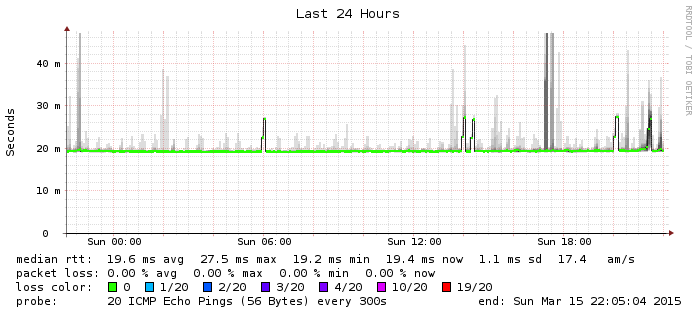 Last 24 Hours
RRDTOOL / TOBI OETIKER
Seconds
40 m
30 m
20 m
10 m
0
Sun 00:00 Sun 06:00 Sun 12:00 Sun 18:00
median rtt: 19.6 ms avg 27.5 ms max 19.2 ms min 19.4 ms now 1.1 ms sd 17.4 am/s
packet loss: 0.00 % avg 0.00 % max 0.00 % min 0.00 % now
loss color: 0 1/20 2/20 3/20 4/20 10/20 19/20
probe: 20 ICMP Echo Pings (56 Bytes) every 300s end: Sun Mar 15 22:05:04 2015